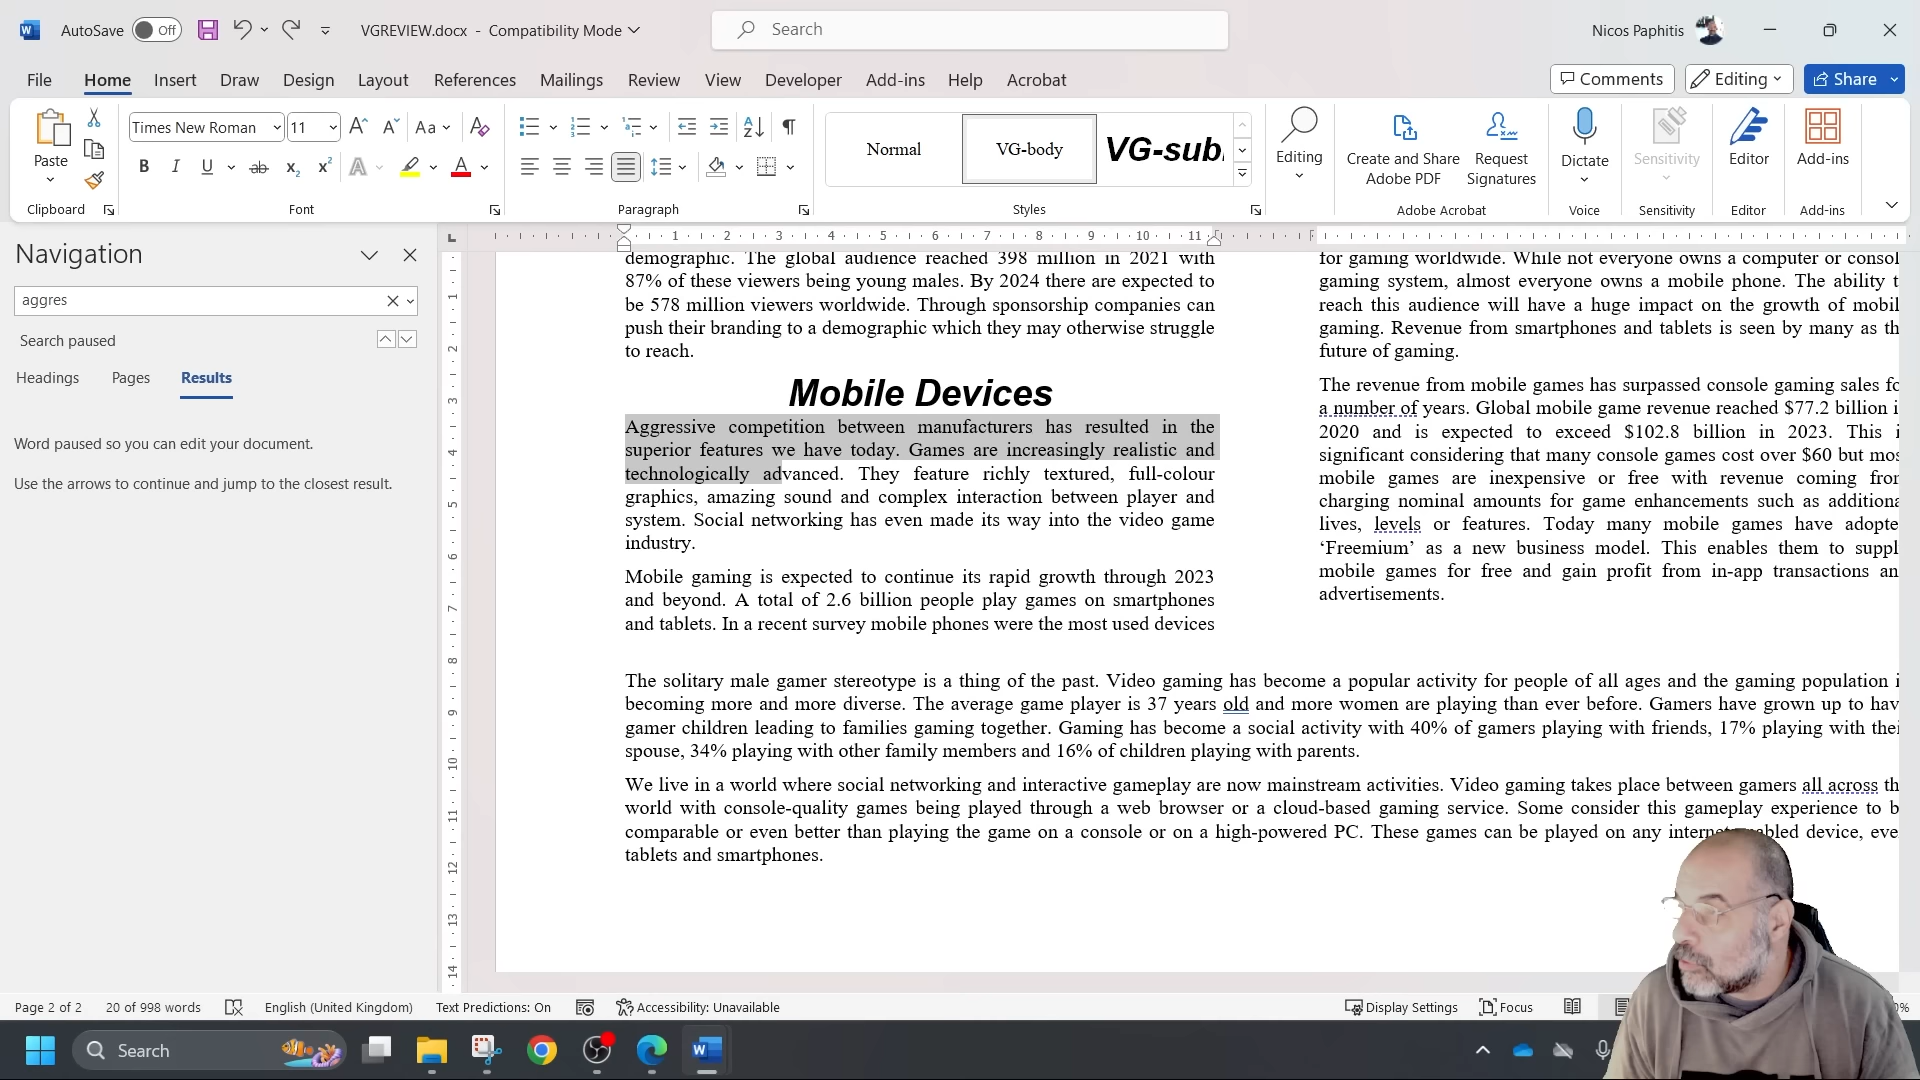 AutoSave Off VGREVIEW.docx - Compatibility Mode Search Nicos Paphitis
File Home Insert Draw Design Layout References Mailings Review View Developer Add-ins Help Acrobat Comments Editing Share
Paste Times New Roman 11 Normal VG-body VG-sub Editing Create and Share Adobe PDF Request Signatures Dictate Sensitivity Editor Add-ins
Clipboard Font Paragraph Styles Adobe Acrobat Voice Sensitivity Editor Add-ins
Navigation
aggres
Search paused
Headings Pages Results
Word paused so you can edit your document.
Use the arrows to continue and jump to the closest result.
1 2 3 4 5 6 7 8 9 10 11
1
2
3
4
5
6
7
8
9
10
11
12
13
14
demographic. The global audience reached 398 million in 2021 with
87% of these viewers being young males. By 2024 there are expected to
be 578 million viewers worldwide. Through sponsorship companies can
push their branding to a demographic which they may otherwise struggle
to reach.
Mobile Devices
Aggressive competition between manufacturers has resulted in the
superior features we have today. Games are increasingly realistic and
technologically advanced. They feature richly textured, full-colour
graphics, amazing sound and complex interaction between player and
system. Social networking has even made its way into the video game
industry.
Mobile gaming is expected to continue its rapid growth through 2023
and beyond. A total of 2.6 billion people play games on smartphones
and tablets. In a recent survey mobile phones were the most used devices
for gaming worldwide. While not everyone owns a computer or consol
gaming system, almost everyone owns a mobile phone. The ability t
reach this audience will have a huge impact on the growth of mobil
gaming. Revenue from smartphones and tablets is seen by many as th
future of gaming.
The revenue from mobile games has surpassed console gaming sales fo
a number of years. Global mobile game revenue reached $77.2 billion i
2020 and is expected to exceed $102.8 billion in 2023. This i
significant considering that many console games cost over $60 but mos
mobile games are inexpensive or free with revenue coming from
charging nominal amounts for game enhancements such as additiona
lives, levels or features. Today many mobile games have adopte
‘Freemium’ as a new business model. This enables them to suppl
mobile games for free and gain profit from in-app transactions an
advertisements.
The solitary male gamer stereotype is a thing of the past. Video gaming has become a popular activity for people of all ages and the gaming population i
becoming more and more diverse. The average game player is 37 years old and more women are playing than ever before. Gamers have grown up to hav
gamer children leading to families gaming together. Gaming has become a social activity with 40% of gamers playing with friends, 17% playing with thei
spouse, 34% playing with other family members and 16% of children playing with parents.
We live in a world where social networking and interactive gameplay are now mainstream activities. Video gaming takes place between gamers all across th
world with console-quality games being played through a web browser or a cloud-based gaming service. Some consider this gameplay experience to b
comparable or even better than playing the game on a console or on a high-powered PC. These games can be played on any device, eve
tablets and smartphones.
Page 2 of 2 20 of 998 words English (United Kingdom) Text Predictions: On Accessibility: Unavailable Display Settings Focus
Search